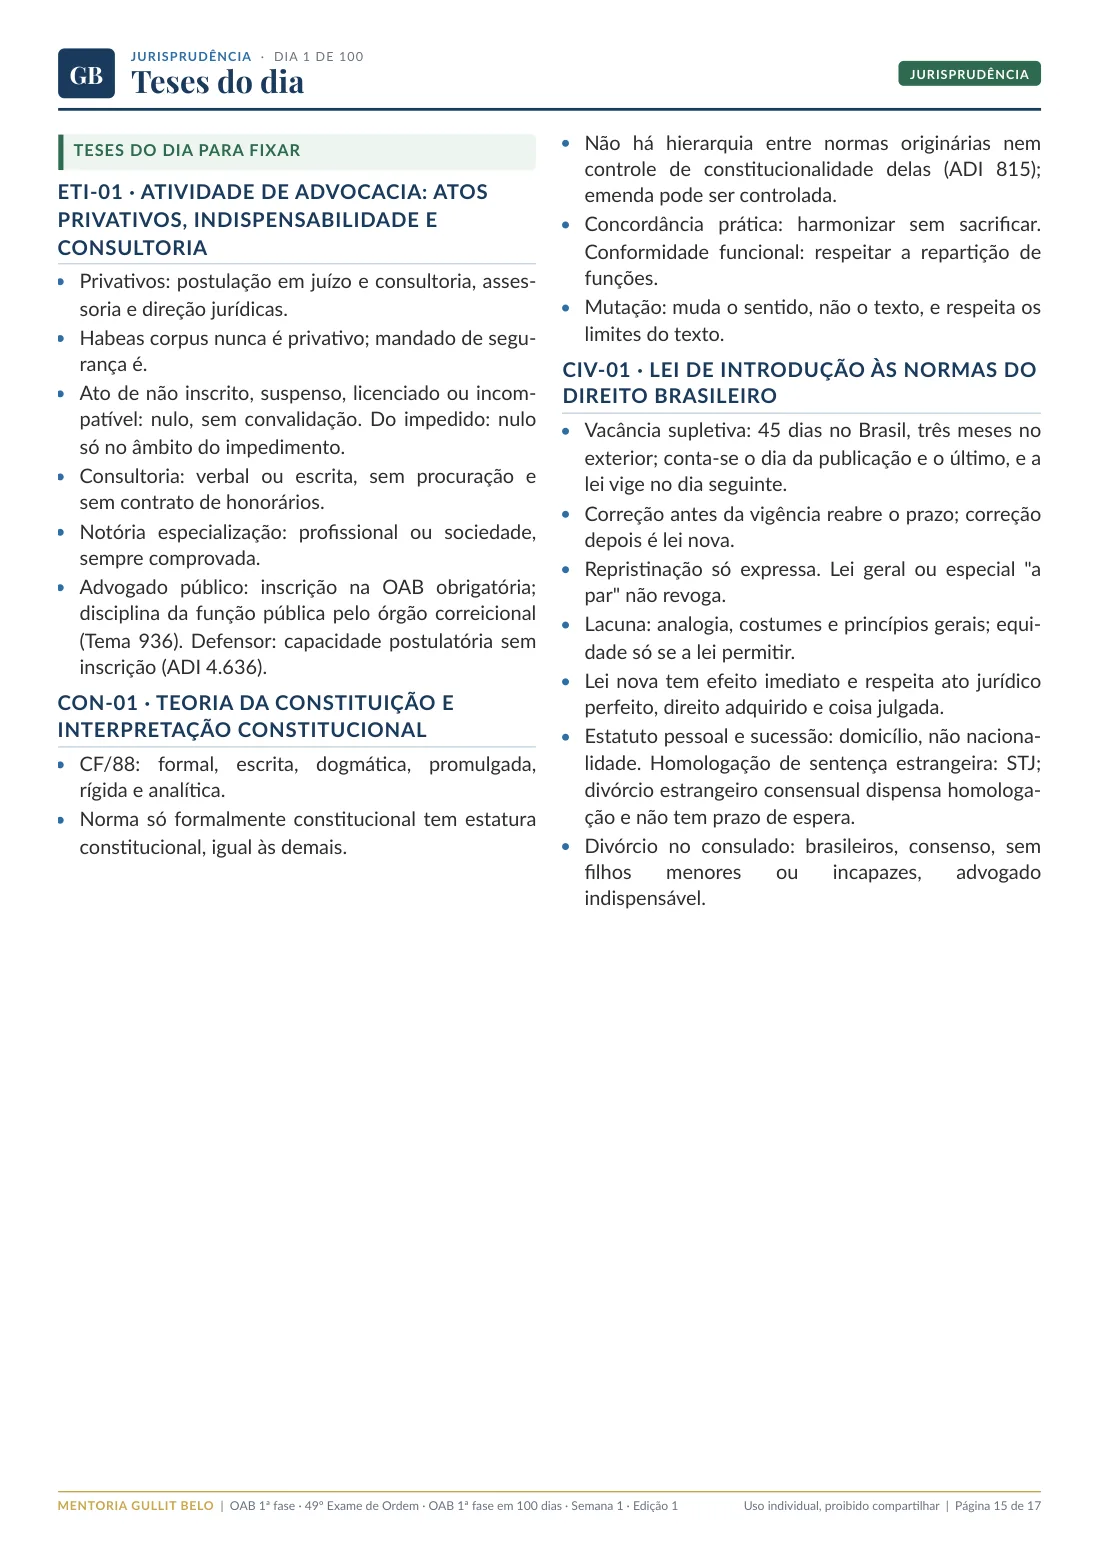 GB
JURISPRUDÊNCIA · DIA 1 DE 100
Teses do dia
JURISPRUDÊNCIA
TESES DO DIA PARA FIXAR
ETI-01 · ATIVIDADE DE ADVOCACIA: ATOS
PRIVATIVOS, INDISPENSABILIDADE E
CONSULTORIA
• Privativos: postulação em juízo e consultoria, asses-
soria e direção jurídicas.
• Habeas corpus nunca é privativo; mandado de segu-
rança é.
• Ato de não inscrito, suspenso, licenciado ou incom-
patível: nulo, sem convalidação. Do impedido: nulo
só no âmbito do impedimento.
• Consultoria: verbal ou escrita, sem procuração e
sem contrato de honorários.
• Notória especialização: profissional ou sociedade,
sempre comprovada.
• Advogado público: inscrição na OAB obrigatória;
disciplina da função pública pelo órgão correicional
(Tema 936). Defensor: capacidade postulatória sem
inscrição (ADI 4.636).
CON-01 · TEORIA DA CONSTITUIÇÃO E
INTERPRETAÇÃO CONSTITUCIONAL
• CF/88: formal, escrita, dogmática, promulgada,
rígida e analítica.
• Norma só formalmente constitucional tem estatura
constitucional, igual às demais.
• Não há hierarquia entre normas originárias nem
controle de constitucionalidade delas (ADI 815);
emenda pode ser controlada.
• Concordância prática: harmonizar sem sacrificar.
Conformidade funcional: respeitar a repartição de
funções.
• Mutação: muda o sentido, não o texto, e respeita os
limites do texto.
CIV-01 · LEI DE INTRODUÇÃO ÀS NORMAS DO
DIREITO BRASILEIRO
• Vacância supletiva: 45 dias no Brasil, três meses no
exterior; conta-se o dia da publicação e o último, e a
lei vige no dia seguinte.
• Correção antes da vigência reabre o prazo; correção
depois é lei nova.
• Repristinação só expressa. Lei geral ou especial "a
par" não revoga.
• Lacuna: analogia, costumes e princípios gerais; equi-
dade só se a lei permitir.
• Lei nova tem efeito imediato e respeita ato jurídico
perfeito, direito adquirido e coisa julgada.
• Estatuto pessoal e sucessão: domicílio, não naciona-
lidade. Homologação de sentença estrangeira: STJ;
divórcio estrangeiro consensual dispensa homologa-
ção e não tem prazo de espera.
• Divórcio no consulado: brasileiros, consenso, sem
filhos menores ou incapazes, advogado
indispensável.
MENTORIA GULLIT BELO | OAB 1ª fase · 49º Exame de Ordem · OAB 1ª fase em 100 dias · Semana 1 · Edição 1
Uso individual, proibido compartilhar | Página 15 de 17